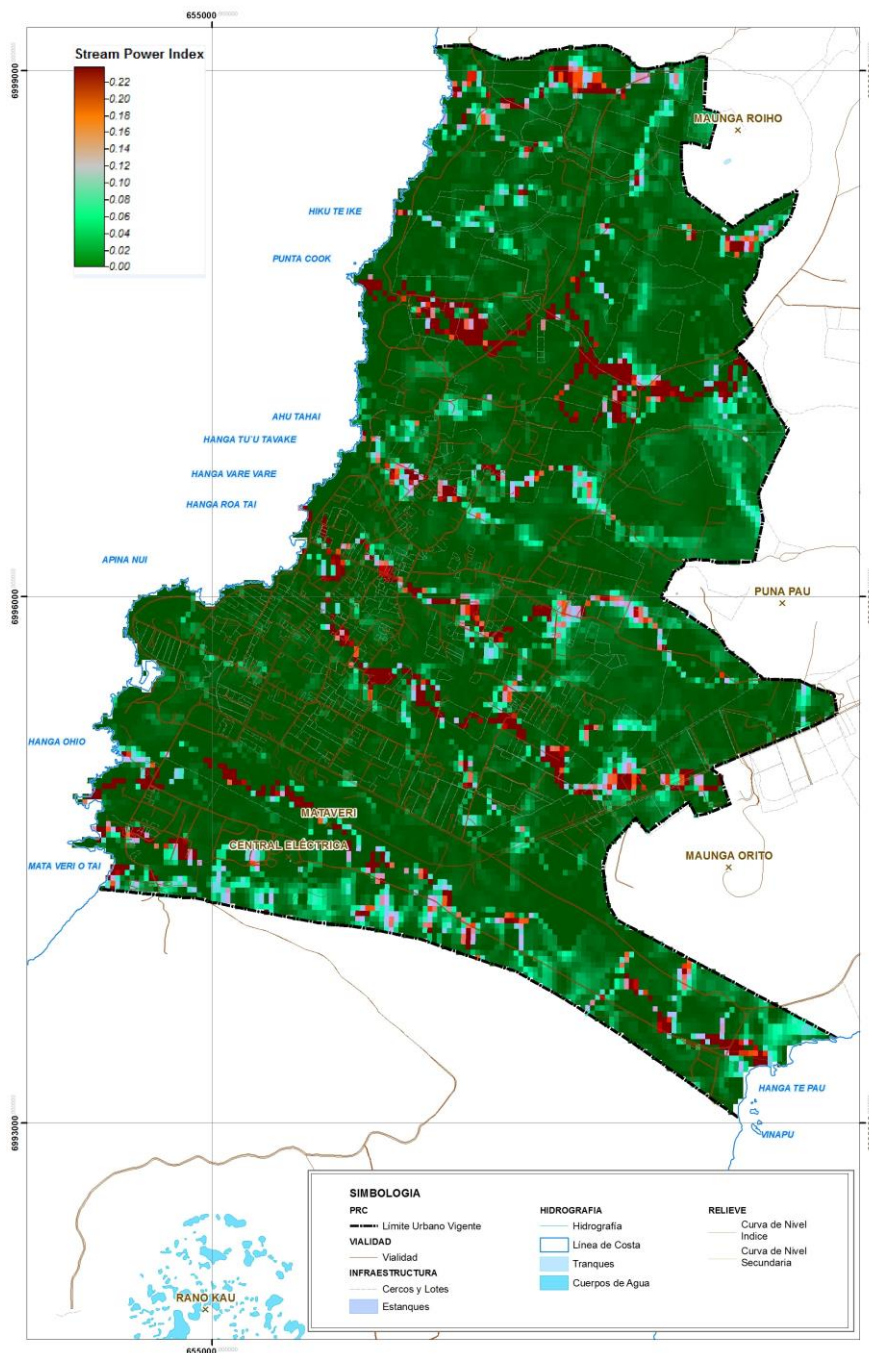 655000
Stream Power Index
0.22
0.20
0.18
0.16
0.14
0.12
0.10
0.08
0.06
0.04
0.02
0.00
6999000
MAUNGA ROIHO
HIKU TE IKE
PUNTA COOK
AHU TAHAI
HANGA TU'U TAVAKE
HANGA VARE VARE
HANGA ROA TAI
APINA NUI
6996000
PUNA PAU
HANGA OHIO
MATAVERI
CENTRAL ELÉCTRICA
MAUNGA ORITO
MATA VERI O TAI
HANGA TE PAU
VINAPU
6993000
RANO KAU
SIMBOLOGIA
PRC
Límite Urbano Vigente
VIALIDAD
Vialidad
INFRAESTRUCTURA
Cercos y Lotes
Estanques
HIDROGRAFIA
Hidrografía
Línea de Costa
Tranques
Cuerpos de Agua
RELIEVE
Curva de Nivel
Indice
Curva de Nivel
Secundaria
655000